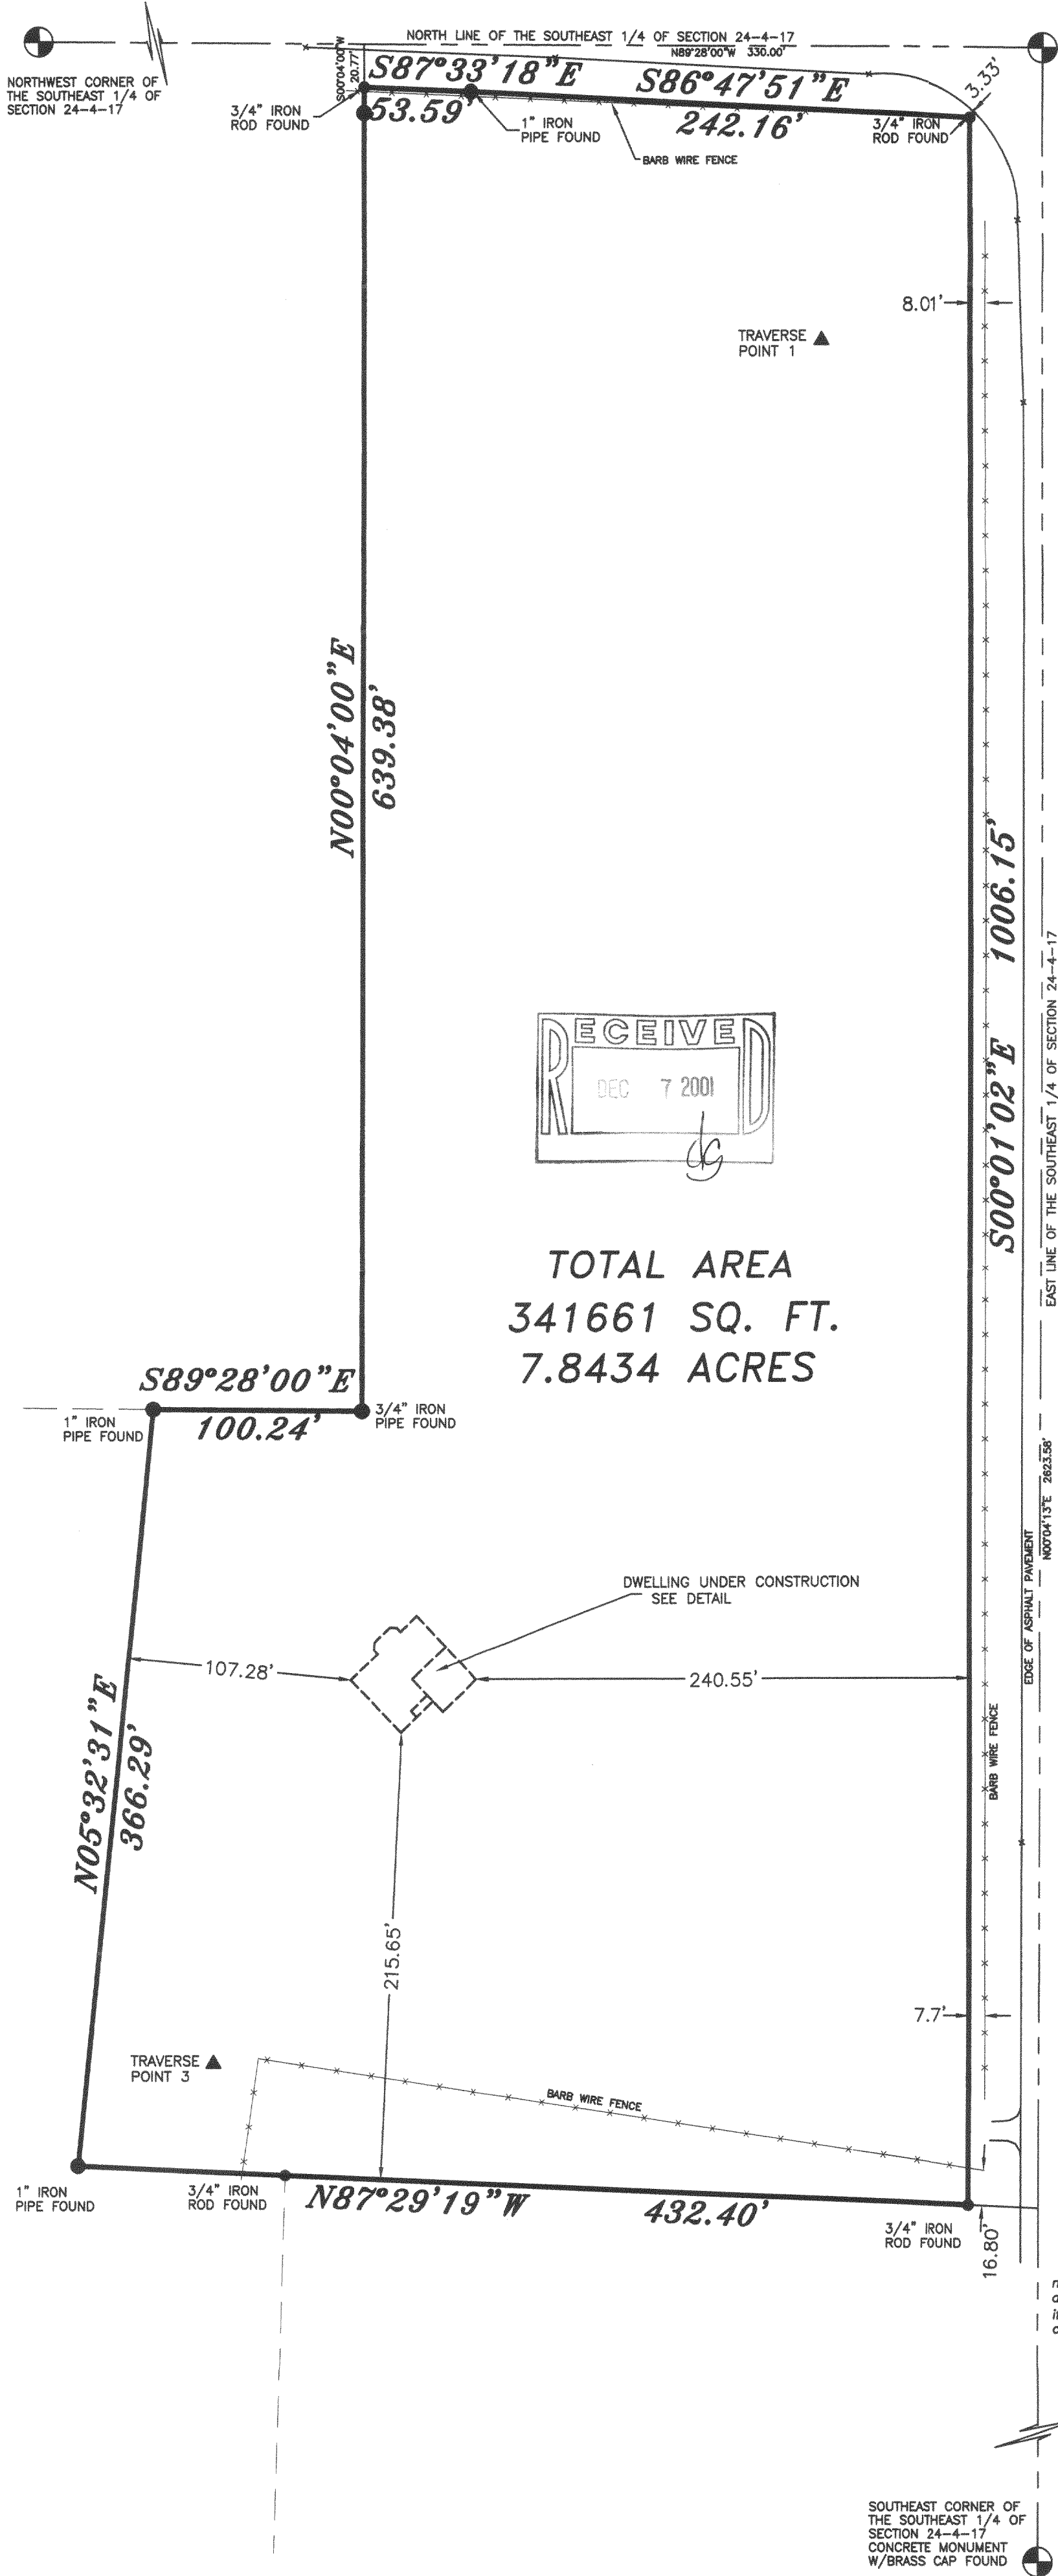 NORTH LINE OF THE SOUTHEAST 1/4 OF SECTION 24-4-17
N89°28'00"W 330.00'
NORTHWEST CORNER OF
THE SOUTHEAST 1/4 OF
SECTION 24-4-17
S00°04'00"W
20.77'
S87°33'18"E
53.59'
S86°47'51"E
242.16'
3.33'
3/4" IRON
ROD FOUND
1" IRON
PIPE FOUND
BARB WIRE FENCE
3/4" IRON
ROD FOUND
8.01'
TRAVERSE
POINT 1
N00°04'00"E
639.38'
S00°01'02"E 1006.15'
EAST LINE OF THE SOUTHEAST 1/4 OF SECTION 24-4-17
RECEIVED
DEC 7 2001
TOTAL AREA
341661 SQ. FT.
7.8434 ACRES
S89°28'00"E
100.24'
1" IRON
PIPE FOUND
3/4" IRON
PIPE FOUND
N00°04'13"E 2623.58'
EDGE OF ASPHALT PAVEMENT
DWELLING UNDER CONSTRUCTION
SEE DETAIL
107.28'
240.55'
BARB WIRE FENCE
N05°32'31"E
366.29'
215.65'
7.7'
TRAVERSE
POINT 3
BARB WIRE FENCE
1" IRON
PIPE FOUND
3/4" IRON
ROD FOUND
N87°29'19"W
432.40'
3/4" IRON
ROD FOUND
16.80'
SOUTHEAST CORNER OF
THE SOUTHEAST 1/4 OF
SECTION 24-4-17
CONCRETE MONUMENT
W/BRASS CAP FOUND